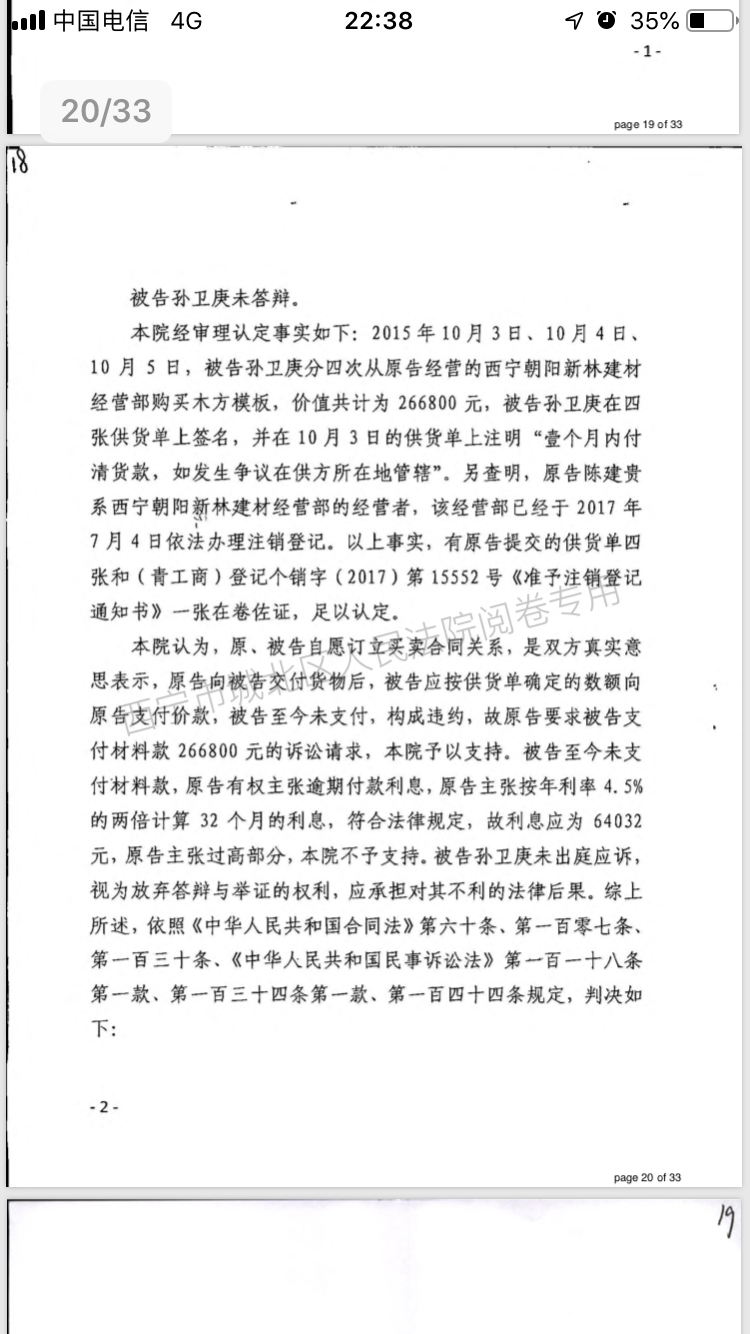 中国电信 4G 22:38 35%
- 1 -
20/33
page 19 of 33
18
被告孙卫庚未答辩。
本院经审理认定事实如下：2015 年 10 月 3 日、10 月 4 日、
10 月 5 日，被告孙卫庚分四次从原告经营的西宁朝阳新林建材
经营部购买木方模板，价值共计为 266800 元，被告孙卫庚在四
张供货单上签名，并在 10 月 3 日的供货单上注明“壹个月内付
清货款，如发生争议在供方所在地管辖”。另查明，原告陈建贵
系西宁朝阳新林建材经营部的经营者，该经营部已经于 2017 年
7 月 4 日依法办理注销登记。以上事实，有原告提交的供货单四
张和（青工商）登记个销字（2017）第 15552 号《准予注销登记
通知书》一张在卷佐证，足以认定。
本院认为，原、被告自愿订立买卖合同关系，是双方真实意
思表示，原告向被告交付货物后，被告应按供货单确定的数额向
原告支付价款，被告至今未支付，构成违约，故原告要求被告支
付材料款 266800 元的诉讼请求，本院予以支持。被告至今未支
付材料款，原告有权主张逾期付款利息，原告主张按年利率 4.5%
的两倍计算 32 个月的利息，符合法律规定，故利息应为 64032
元，原告主张过高部分，本院不予支持。被告孙卫庚未出庭应诉，
视为放弃答辩与举证的权利，应承担对其不利的法律后果。综上
所述，依照《中华人民共和国合同法》第六十条、第一百零七条、
第一百三十条、《中华人民共和国民事诉讼法》第一百一十八条
第一款、第一百三十四条第一款、第一百四十四条规定，判决如
下：
西宁市城北区人民法院阅卷专用
- 2 -
page 20 of 33
19